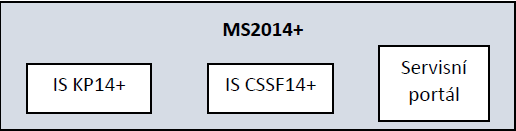 MS2014+
IS KP14+
IS CSSF14+
Servisní
portál